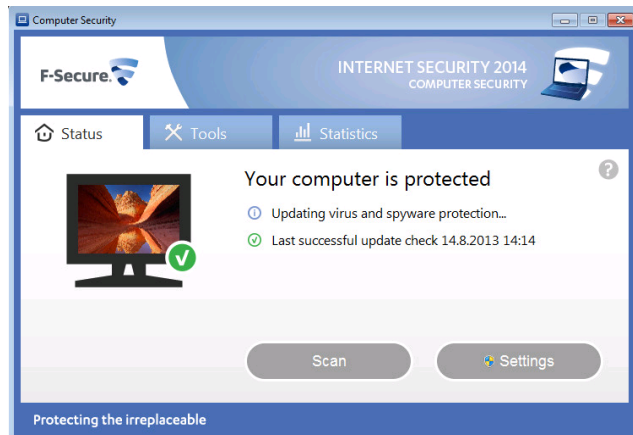 Computer Security
F-Secure.
INTERNET SECURITY 2014
COMPUTER SECURITY
Status
Tools
Statistics
Your computer is protected
?
Updating virus and spyware protection...
Last successful update check 14.8.2013 14:14
Scan
Settings
Protecting the irreplaceable